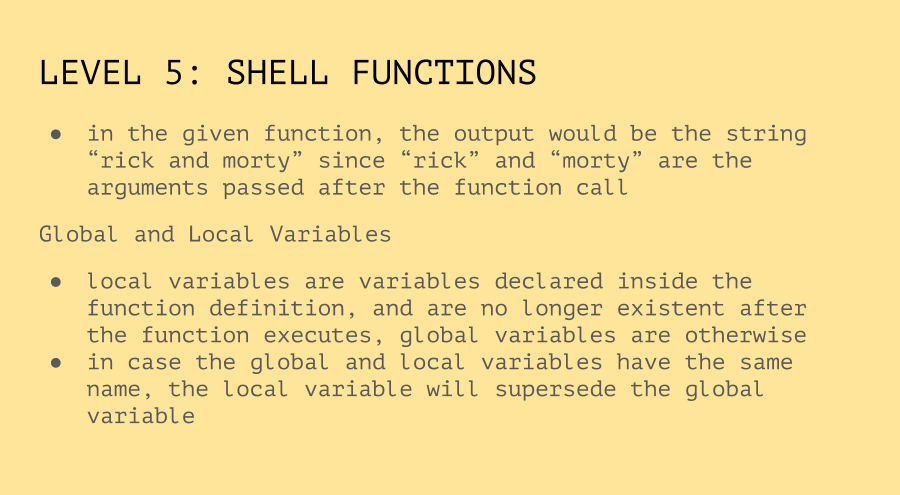 LEVEL 5: SHELL FUNCTIONS
● in the given function, the output would be the string
“rick and morty” since “rick” and “morty” are the
arguments passed after the function call
Global and Local Variables
● local variables are variables declared inside the
function definition, and are no longer existent after
the function executes, global variables are otherwise
● in case the global and local variables have the same
name, the local variable will supersede the global
variable